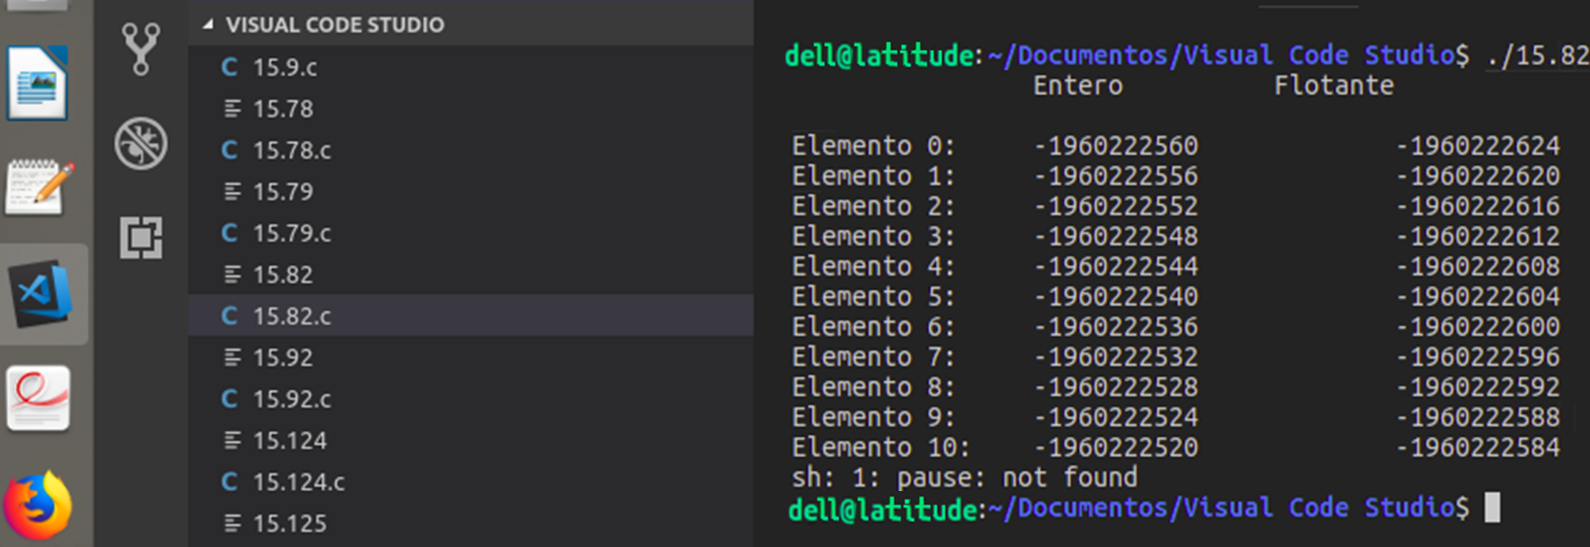 VISUAL CODE STUDIO
C 15.9.c
15.78
C 15.78.c
15.79
C 15.79.c
15.82
C 15.82.c
15.92
C 15.92.c
15.124
C 15.124.c
15.125
dell@latitude:~/Documentos/Visual Code Studio$ ./15.82
Entero Flotante
Elemento 0: -1960222560 -1960222624
Elemento 1: -1960222556 -1960222620
Elemento 2: -1960222552 -1960222616
Elemento 3: -1960222548 -1960222612
Elemento 4: -1960222544 -1960222608
Elemento 5: -1960222540 -1960222604
Elemento 6: -1960222536 -1960222600
Elemento 7: -1960222532 -1960222596
Elemento 8: -1960222528 -1960222592
Elemento 9: -1960222524 -1960222588
Elemento 10: -1960222520 -1960222584
sh: 1: pause: not found
dell@latitude:~/Documentos/Visual Code Studio$